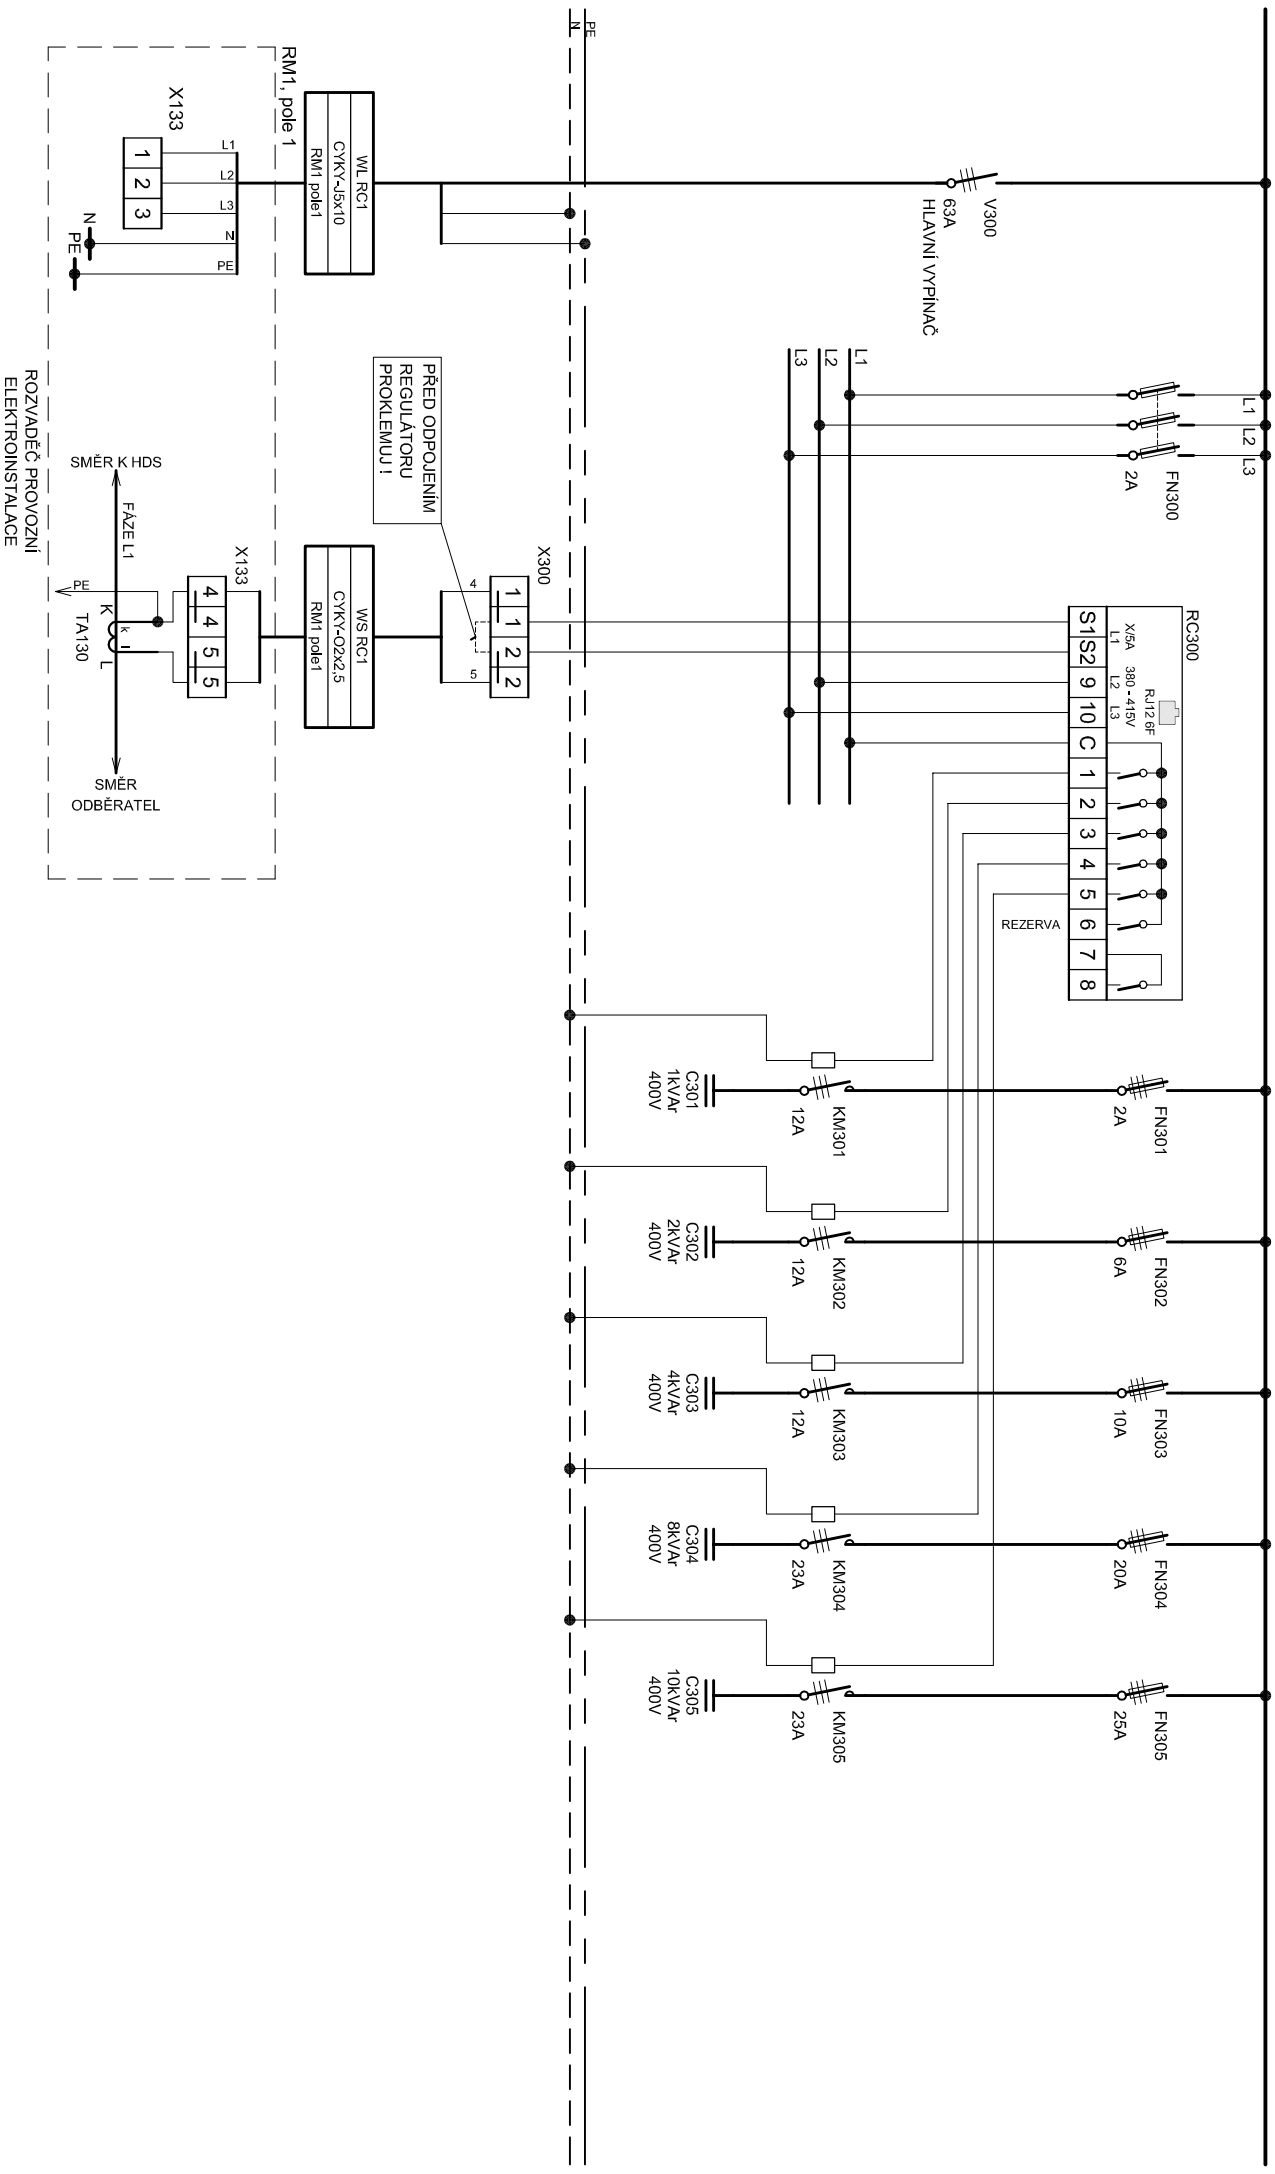 PE
N
RM1, pole 1
X133
1
2
3
L1
L2
L3
N
PE
N
PE
WL RC1
CYKY-J5x10
RM1 pole1
V300
63A
HLAVNÍ VYPÍNAČ
L1
L2
L3
L1
L2
L3
FN300
2A
PŘED ODPOJENÍM
REGULÁTORU
PROKLEMUJ !
X300
1
1
2
2
4
5
WS RC1
CYKY-O2x2,5
RM1 pole1
X133
4
4
5
5
SMĚR K HDS
FÁZE L1
PE
K
k
l
L
TA130
SMĚR
ODBĚRATEL
ROZVADĚČ PROVOZNÍ
ELEKTROINSTALACE
RC300
RJ12 6F
X/5A
380 - 415V
L1
L2
L3
S1
S2
9
10
C
1
2
3
4
5
6
7
8
REZERVA
FN301
2A
KM301
12A
C301
1kVAr
400V
FN302
6A
KM302
12A
C302
2kVAr
400V
FN303
10A
KM303
12A
C303
4kVAr
400V
FN304
20A
KM304
23A
C304
8kVAr
400V
FN305
25A
KM305
23A
C305
10kVAr
400V